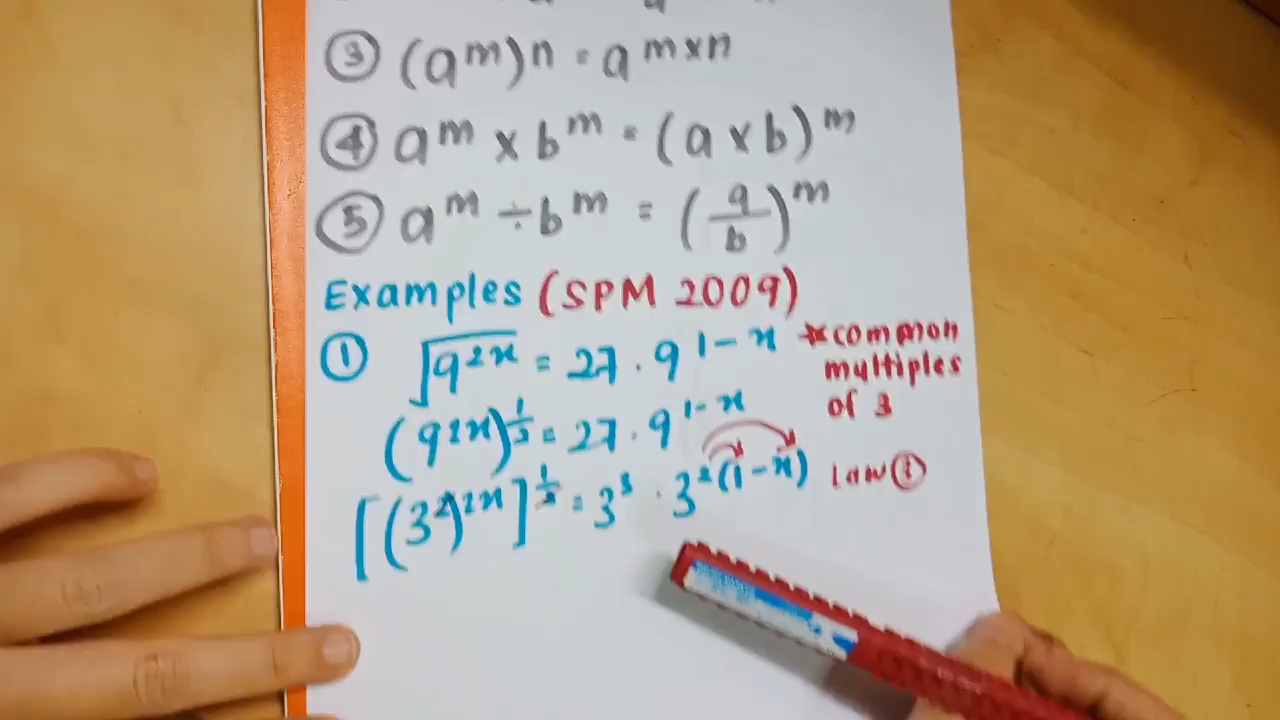 ③ (a^m)^n = a^(m×n)
④ a^m × b^m = (a × b)^m
⑤ a^m ÷ b^m = (a/b)^m
Examples (SPM 2009)
① √(9^(2x)) = 27 · 9^(1-x) * common multiples of 3
(9^(2x))^(1/2) = 27 · 9^(1-x)
[(3^2)^(2x)]^(1/2) = 3^3 · 3^(2(1-x)) Law ①